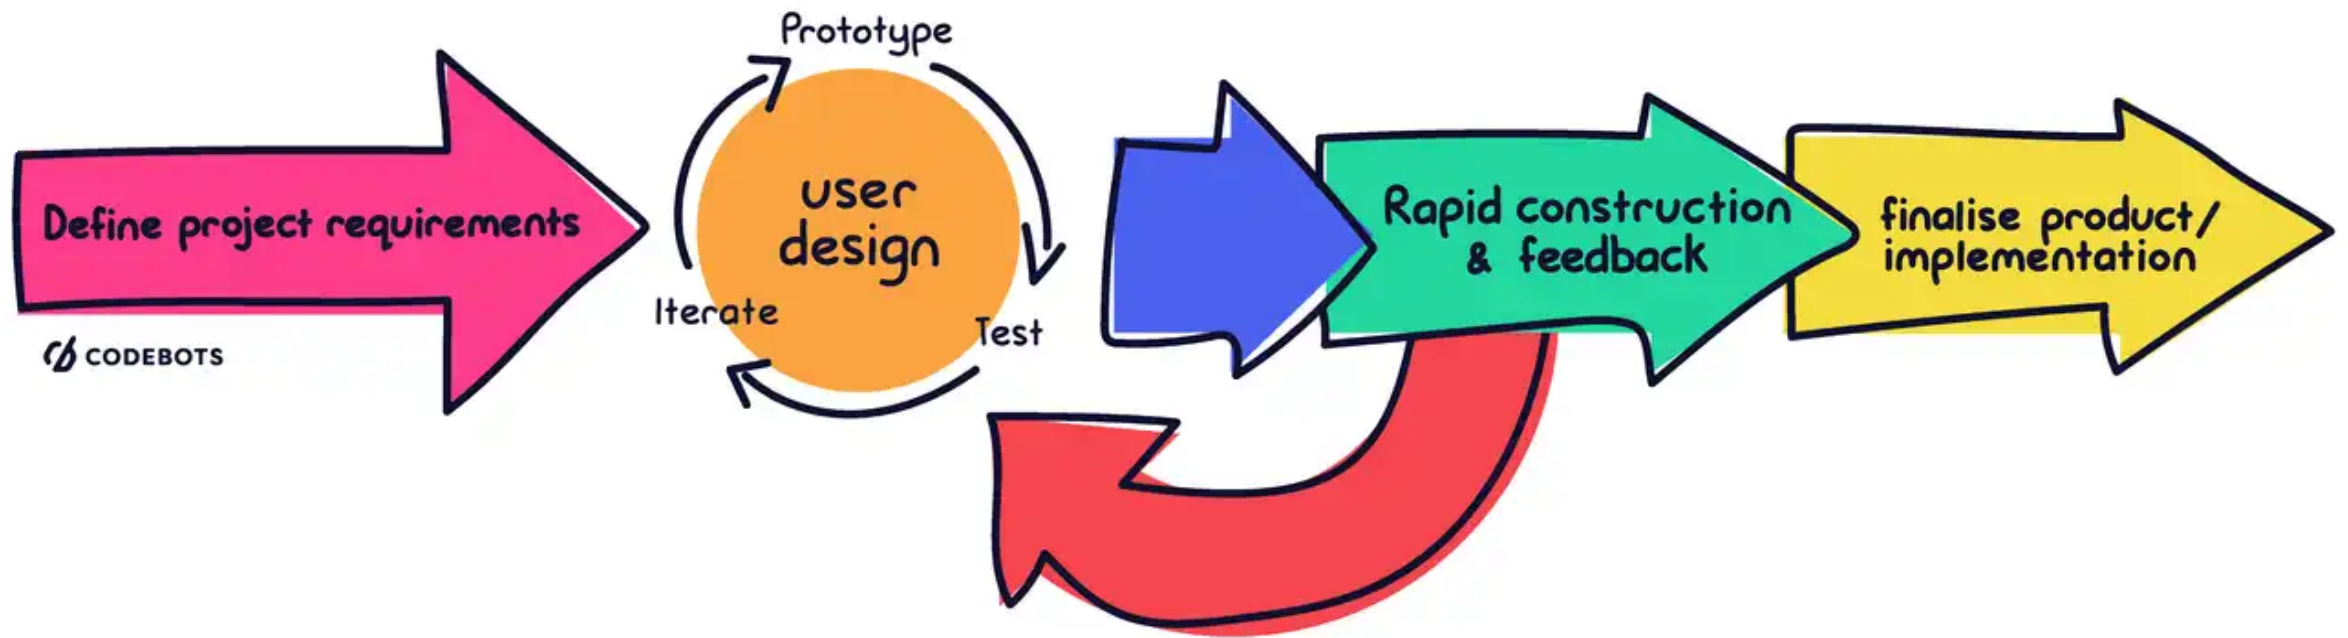 Define project requirements
CODEBOTS
Prototype
user
design
Iterate
Test
Rapid construction
& feedback
finalise product/
implementation